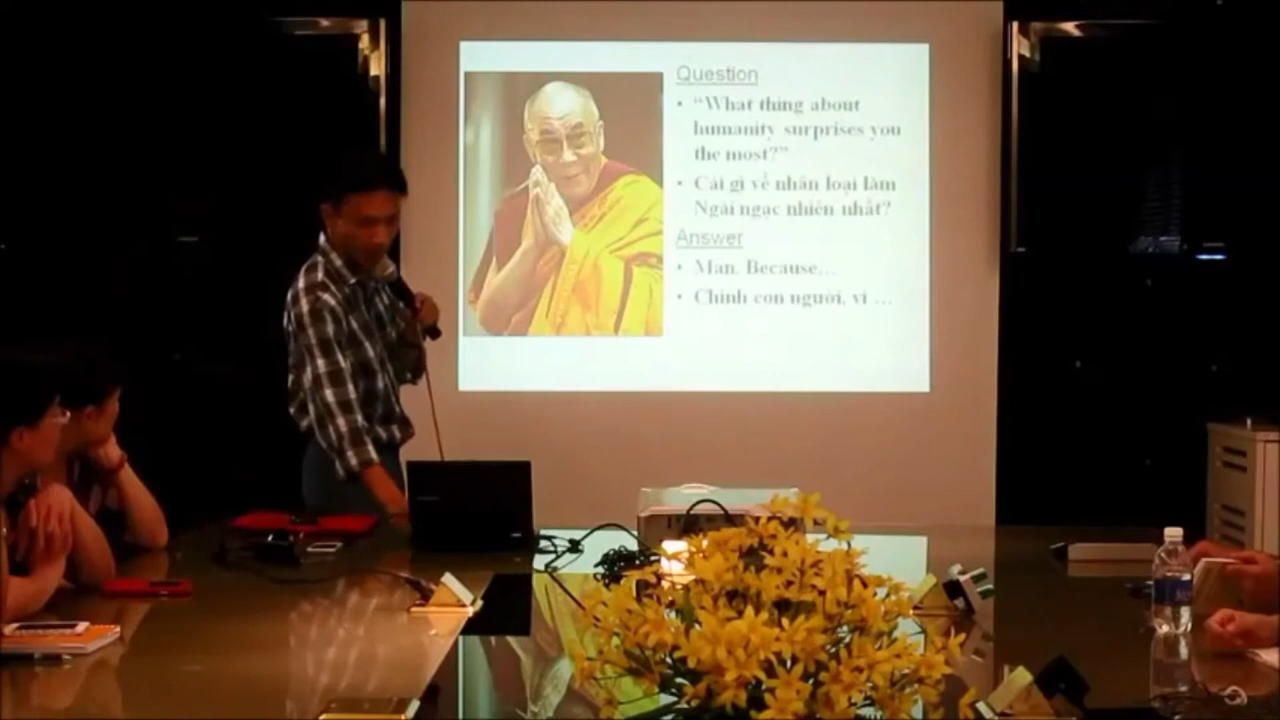 Question
• “What thing about
humanity surprises you
the most?”
• Cái gì về nhân loại làm
Ngài ngạc nhiên nhất?
Answer
• Man. Because…
• Chính con người, vì …